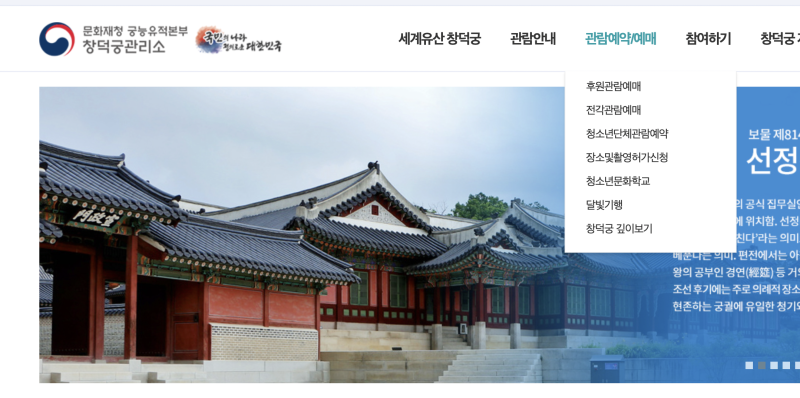 문화재청 궁능유적본부
창덕궁관리소
국민의 나라
정의로운 대한민국
세계유산 창덕궁
관람안내
관람예약/예매
참여하기
창덕궁
후원관람예매
전각관람예매
청소년단체관람예약
장소및촬영허가신청
청소년문화학교
달빛기행
창덕궁 깊이보기
보물 제814
선정
의 공식 집무실
에 위치함. 선정
친다'라는 의미
베푼다는 의미. 편전에서는 아
왕의 공부인 경연(經筵) 등 거
조선 후기에는 주로 의례적 장소
현존하는 궁궐에 유일한 청기